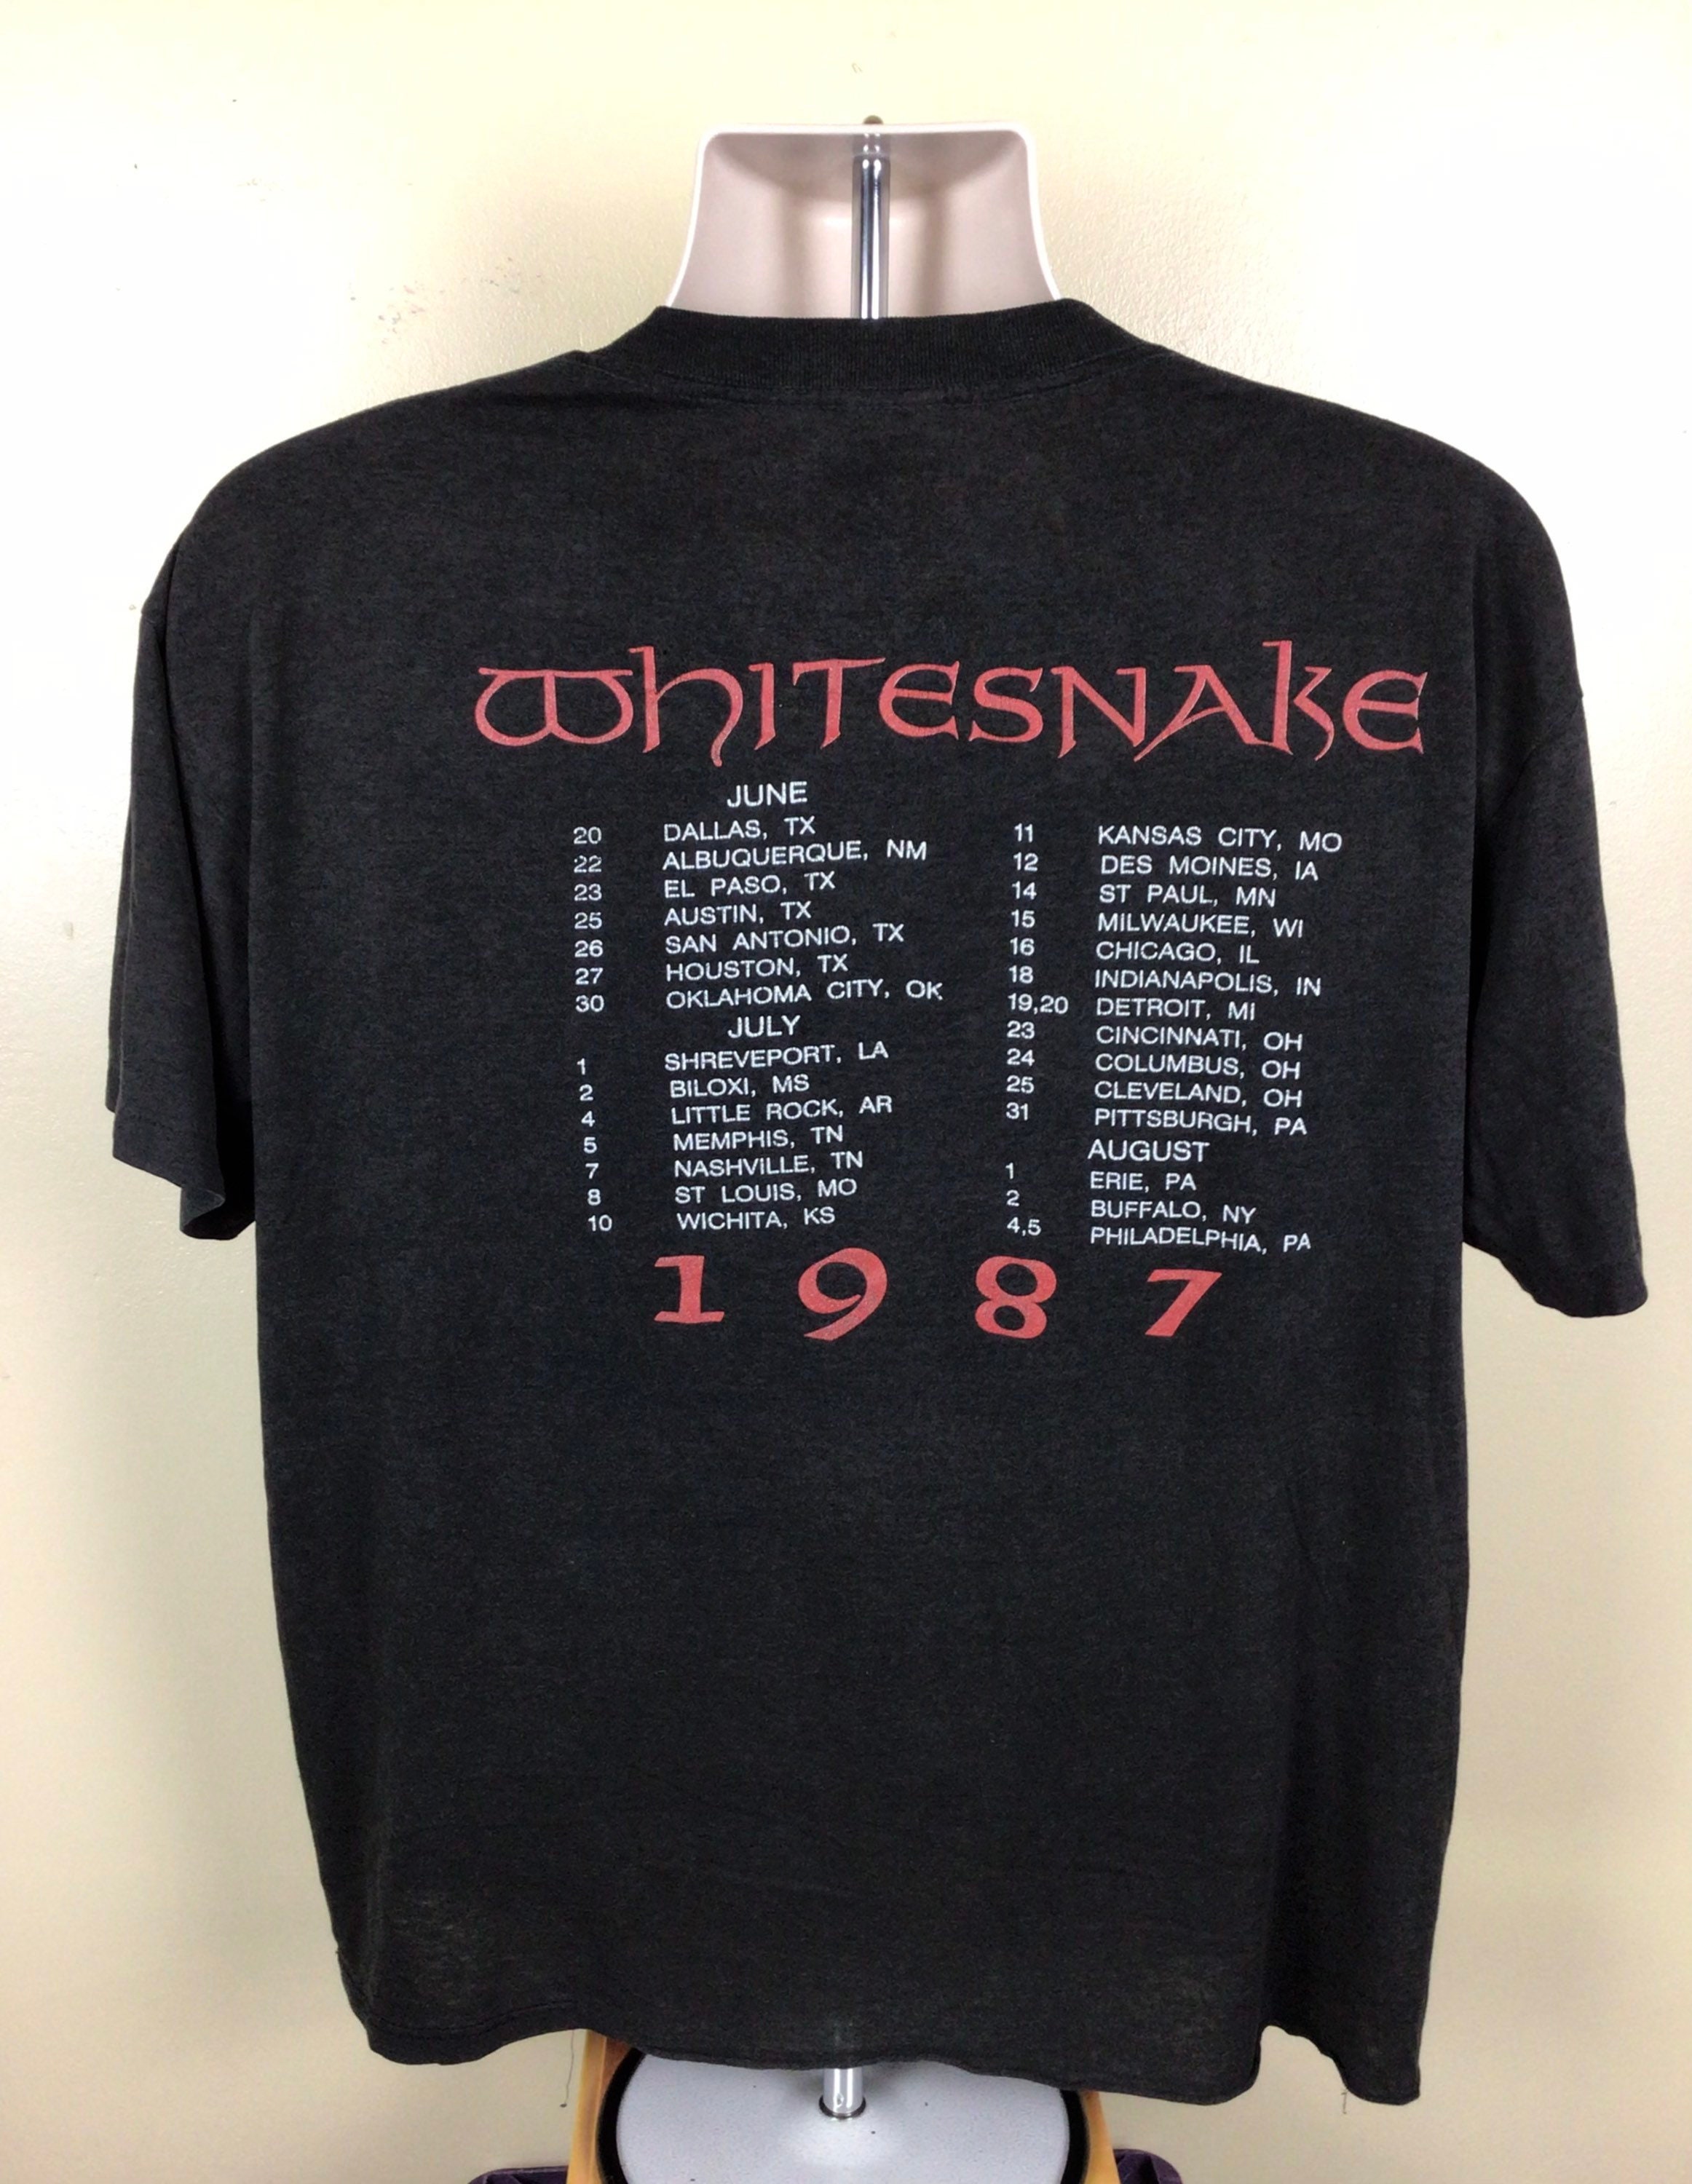 WHITESNAKE
JUNE
20 DALLAS, TX
22 ALBUQUERQUE, NM
23 EL PASO, TX
25 AUSTIN, TX
26 SAN ANTONIO, TX
27 HOUSTON, TX
30 OKLAHOMA CITY, OK
JULY
1 SHREVEPORT, LA
2 BILOXI, MS
4 LITTLE ROCK, AR
5 MEMPHIS, TN
7 NASHVILLE, TN
8 ST LOUIS, MO
10 WICHITA, KS
11 KANSAS CITY, MO
12 DES MOINES, IA
14 ST PAUL, MN
15 MILWAUKEE, WI
16 CHICAGO, IL
18 INDIANAPOLIS, IN
19,20 DETROIT, MI
23 CINCINNATI, OH
24 COLUMBUS, OH
25 CLEVELAND, OH
31 PITTSBURGH, PA
AUGUST
1 ERIE, PA
2 BUFFALO, NY
4,5 PHILADELPHIA, PA
1987